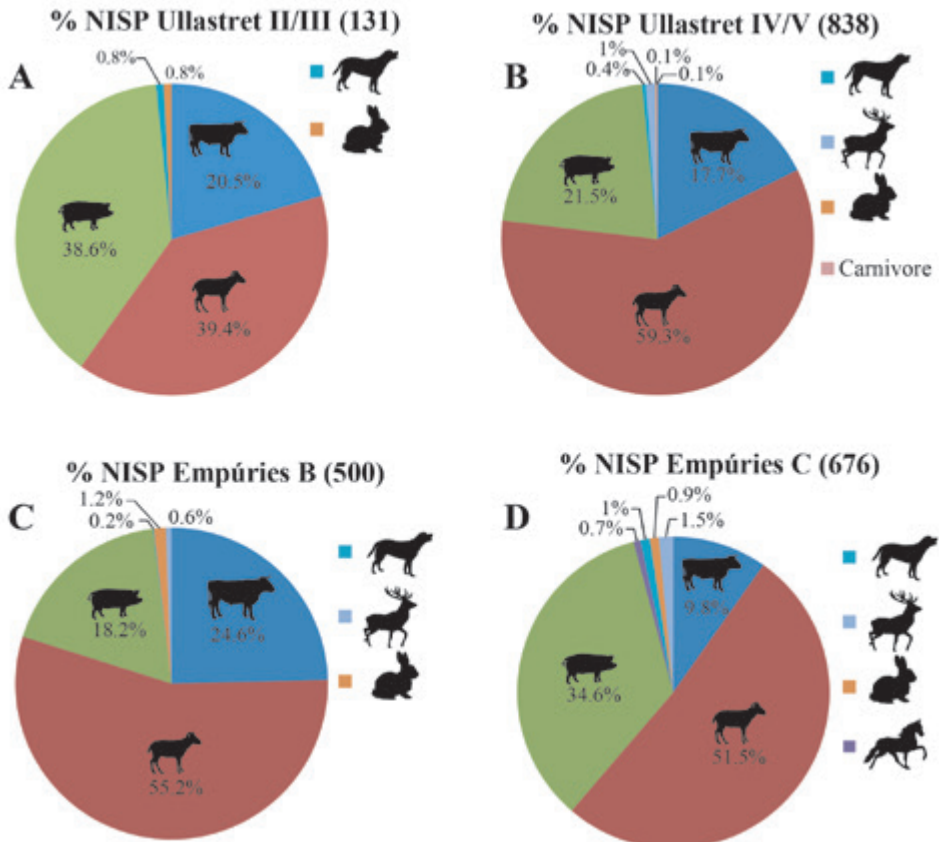 % NISP Ullastret II/III (131)
A
0.8%
0.8%
20.5%
38.6%
39.4%
% NISP Ullastret IV/V (838)
B
1%
0.1%
0.4%
0.1%
17.7%
21.5%
59.3%
Carnivore
% NISP Empúries B (500)
C
1.2%
0.2%
0.6%
24.6%
18.2%
55.2%
% NISP Empúries C (676)
D
0.9%
1%
0.7%
1.5%
9.8%
34.6%
51.5%